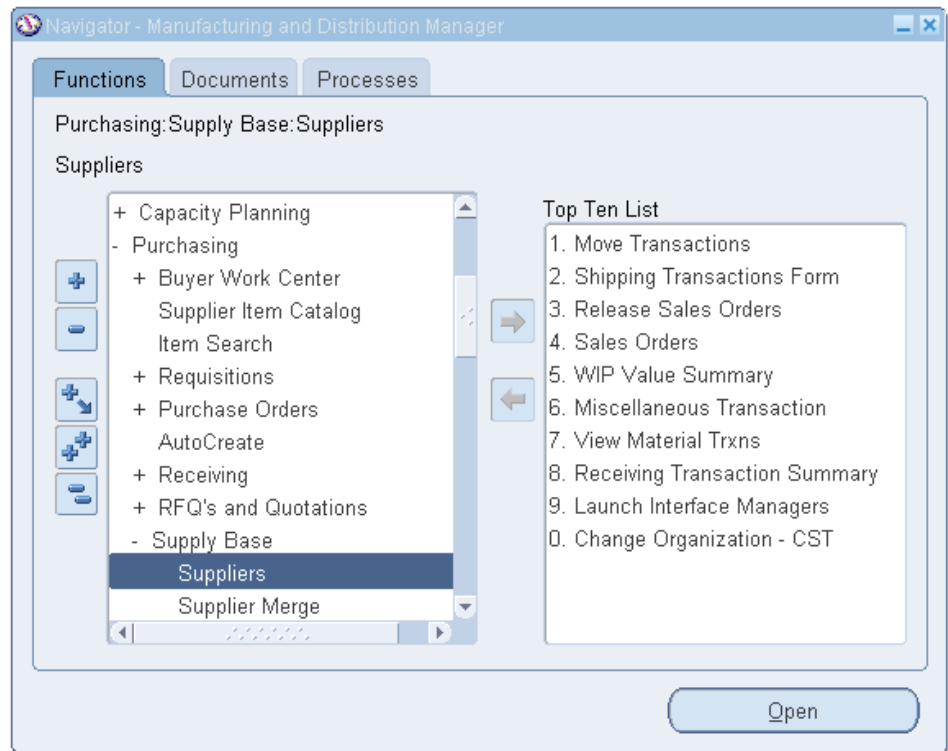 Navigator - Manufacturing and Distribution Manager
Functions Documents Processes
Purchasing:Supply Base:Suppliers
Suppliers
+ Capacity Planning
- Purchasing
+ Buyer Work Center
Supplier Item Catalog
Item Search
+ Requisitions
+ Purchase Orders
AutoCreate
+ Receiving
+ RFQ's and Quotations
- Supply Base
Suppliers
Supplier Merge
Top Ten List
1. Move Transactions
2. Shipping Transactions Form
3. Release Sales Orders
4. Sales Orders
5. WIP Value Summary
6. Miscellaneous Transaction
7. View Material Trxns
8. Receiving Transaction Summary
9. Launch Interface Managers
0. Change Organization - CST
Open